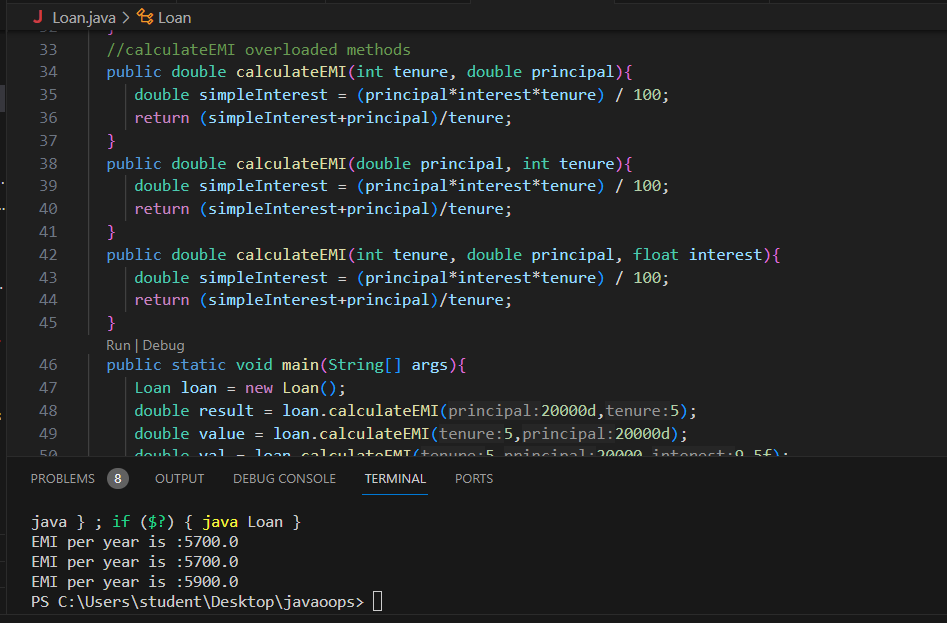 Loan.java > Loan
32 }
33 //calculateEMI overloaded methods
34 public double calculateEMI(int tenure, double principal){
35 double simpleInterest = (principal*interest*tenure) / 100;
36 return (simpleInterest+principal)/tenure;
37 }
38 public double calculateEMI(double principal, int tenure){
39 double simpleInterest = (principal*interest*tenure) / 100;
40 return (simpleInterest+principal)/tenure;
41 }
42 public double calculateEMI(int tenure, double principal, float interest){
43 double simpleInterest = (principal*interest*tenure) / 100;
44 return (simpleInterest+principal)/tenure;
45 }
Run | Debug
46 public static void main(String[] args){
47 Loan loan = new Loan();
48 double result = loan.calculateEMI(principal:20000d,tenure:5);
49 double value = loan.calculateEMI(tenure:5,principal:20000d);
50 double val = loan.calculateEMI(tenure:5,principal:20000,interest:9.5f);
PROBLEMS 8 OUTPUT DEBUG CONSOLE TERMINAL PORTS
java } ; if ($?) { java Loan }
EMI per year is :5700.0
EMI per year is :5700.0
EMI per year is :5900.0
PS C:\Users\student\Desktop\javaoops>